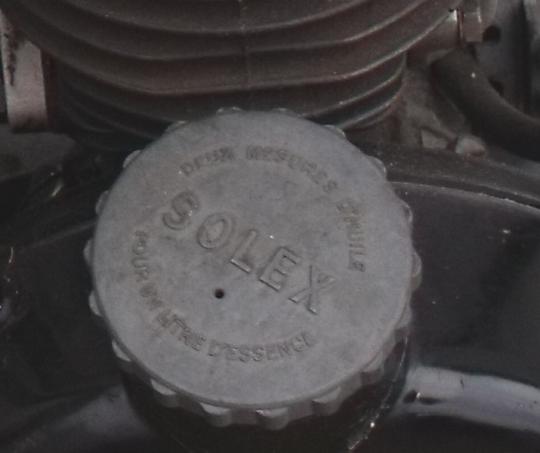 DEUX MESURES D'HUILE
SOLEX
POUR UN LITRE D'ESSENCE